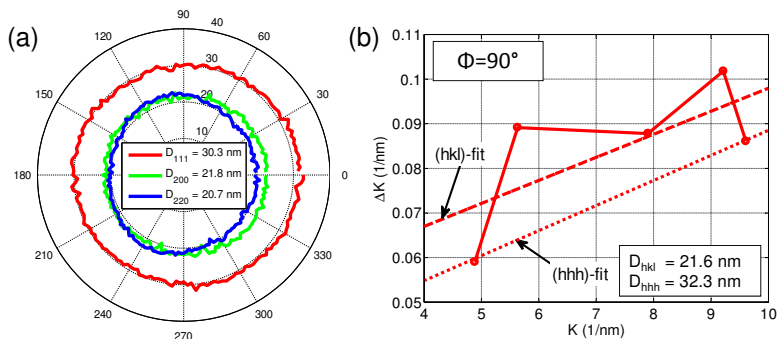 (a)
90
60
40
30
30
20
10
0
330
300
270
240
210
180
150
120
D111 = 30.3 nm
D200 = 21.8 nm
D220 = 20.7 nm
(b)
Φ=90°
0.11
0.1
0.09
0.08
0.07
0.06
0.05
ΔK (1/nm)
(hkl)-fit
(hhh)-fit
Dhkl = 21.6 nm
Dhhh = 32.3 nm
4 5 6 7 8 9 10
K (1/nm)